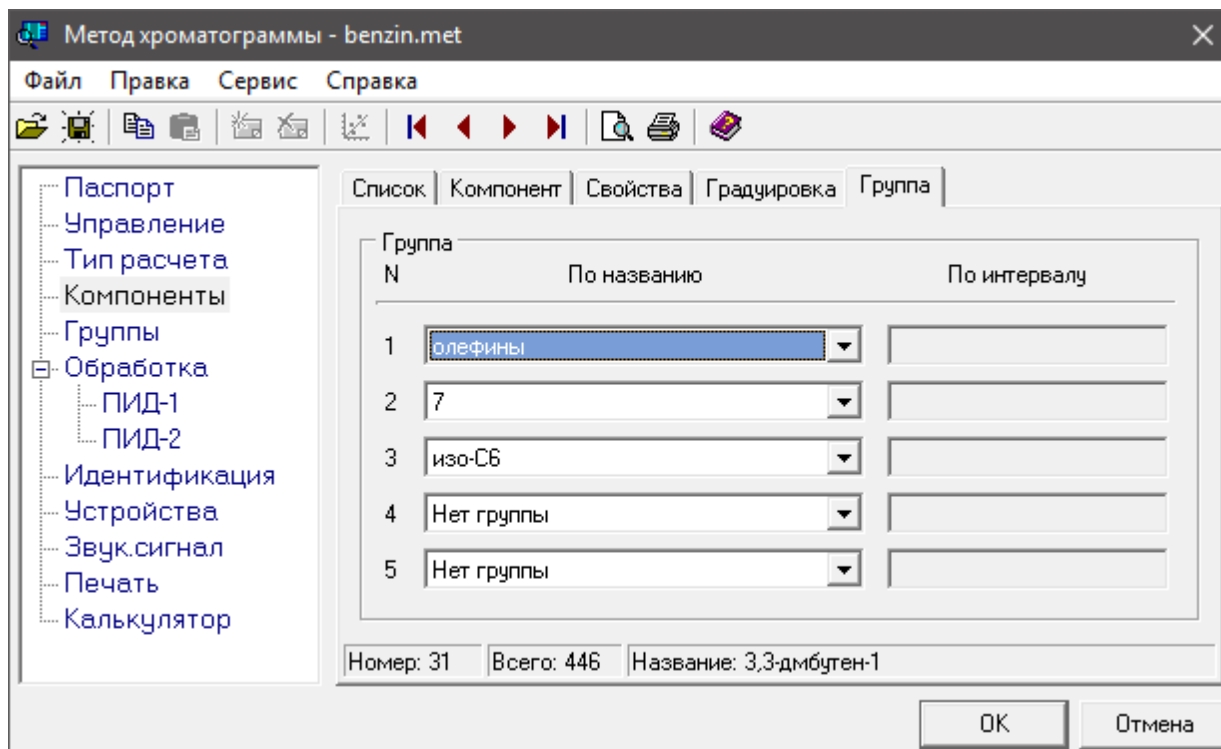 Метод хроматограммы - benzin.met
Файл Правка Сервис Справка
Паспорт
Управление
Тип расчета
Компоненты
Группы
Обработка
ПИД-1
ПИД-2
Идентификация
Устройства
Звук.сигнал
Печать
Калькулятор
Список Компонент Свойства Градуировка Группа
Группа
N По названию По интервалу
1 олефины
2 7
3 изо-С6
4 Нет группы
5 Нет группы
Номер: 31 Всего: 446 Название: 3,3-дмбутен-1
OK Отмена